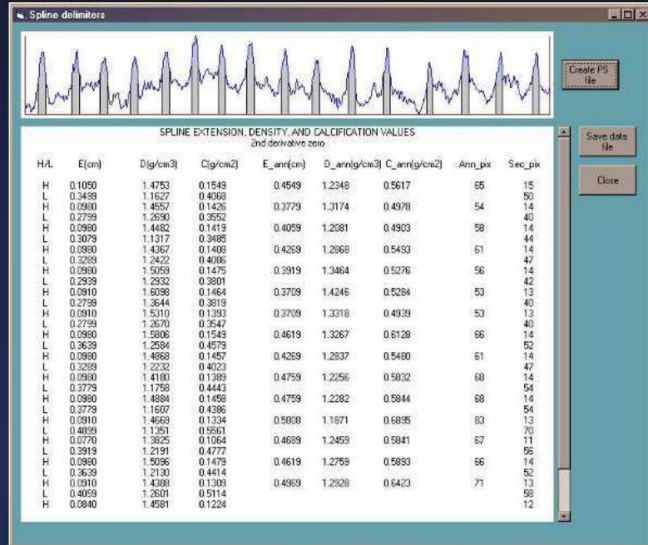 Spline delimiters
Create PS
file
SPLINE EXTENSION, DENSITY, AND CALCIFICATION VALUES
2nd derivative zero
Save data
file
Close
H/L E(cm) D(g/cm3) C(g/cm2) E_ann(cm) D_ann(g/cm3) C_ann(g/cm2) Ann_pix Sec_pix
H 0.1050 1.4753 0.1549 0.4549 1.2348 0.5617 65 15
L 0.3499 1.1627 0.4068 50
H 0.0980 1.4557 0.1426 0.3779 1.3174 0.4978 54 14
L 0.2799 1.2690 0.3552 40
H 0.0980 1.4482 0.1419 0.4059 1.2081 0.4903 58 14
L 0.3079 1.1317 0.3485 44
H 0.0980 1.4367 0.1408 0.4269 1.2868 0.5493 61 14
L 0.3289 1.2422 0.4086 47
H 0.0980 1.5059 0.1475 0.3919 1.3464 0.5276 56 14
L 0.2939 1.2932 0.3801 42
H 0.0910 1.6098 0.1464 0.3709 1.4246 0.5284 53 13
L 0.2799 1.3644 0.3819 40
H 0.0910 1.5310 0.1393 0.3709 1.3318 0.4939 53 13
L 0.2799 1.2670 0.3547 40
H 0.0980 1.5806 0.1549 0.4619 1.3267 0.6128 66 14
L 0.3639 1.2584 0.4579 52
H 0.0980 1.4868 0.1457 0.4269 1.2837 0.5480 61 14
L 0.3289 1.2232 0.4023 47
H 0.0980 1.4180 0.1389 0.4759 1.2256 0.5832 68 14
L 0.3779 1.1758 0.4443 54
H 0.0980 1.4884 0.1458 0.4759 1.2282 0.5844 68 14
L 0.3779 1.1607 0.4386 54
H 0.0910 1.4669 0.1334 0.5808 1.1871 0.6895 83 13
L 0.4899 1.1351 0.5561 70
H 0.0770 1.3825 0.1064 0.4689 1.2459 0.5841 67 11
L 0.3919 1.2191 0.4777 56
H 0.0980 1.5096 0.1479 0.4619 1.2759 0.5893 66 14
L 0.3639 1.2130 0.4414 52
H 0.0910 1.4388 0.1309 0.4969 1.2928 0.6423 71 13
L 0.4059 1.2601 0.5114 58
H 0.0840 1.4581 0.1224 12